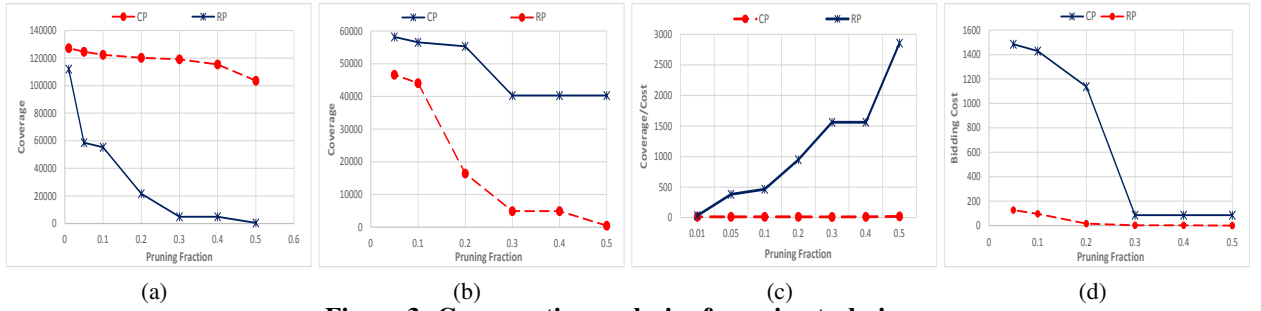 CP RP
140000
120000
100000
80000
60000
40000
20000
0
Coverage
0 0.1 0.2 0.3 0.4 0.5 0.6
Pruning Fraction
(a)
CP RP
60000
50000
40000
30000
20000
10000
0
Coverage
0 0.1 0.2 0.3 0.4 0.5
Pruning Fraction
(b)
CP RP
3000
2500
2000
1500
1000
500
0
Coverage/Cost
0.01 0.05 0.1 0.2 0.3 0.4 0.5
Pruning Fraction
(c)
CP RP
1600
1400
1200
1000
800
600
400
200
0
Bidding Cost
0 0.1 0.2 0.3 0.4 0.5
Pruning Fraction
(d)